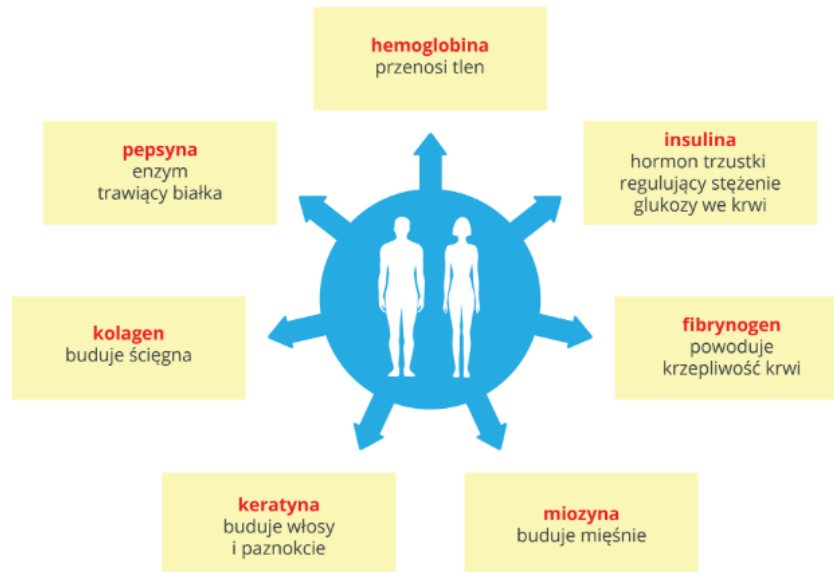 hemoglobina
przenosi tlen
pepsyna
enzym
trawiący białka
insulina
hormon trzustki
regulujący stężenie
glukozy we krwi
kolagen
buduje ścięgna
fibrynogen
powoduje
krzepliwość krwi
keratyna
buduje włosy
i paznokcie
miozyna
buduje mięśnie